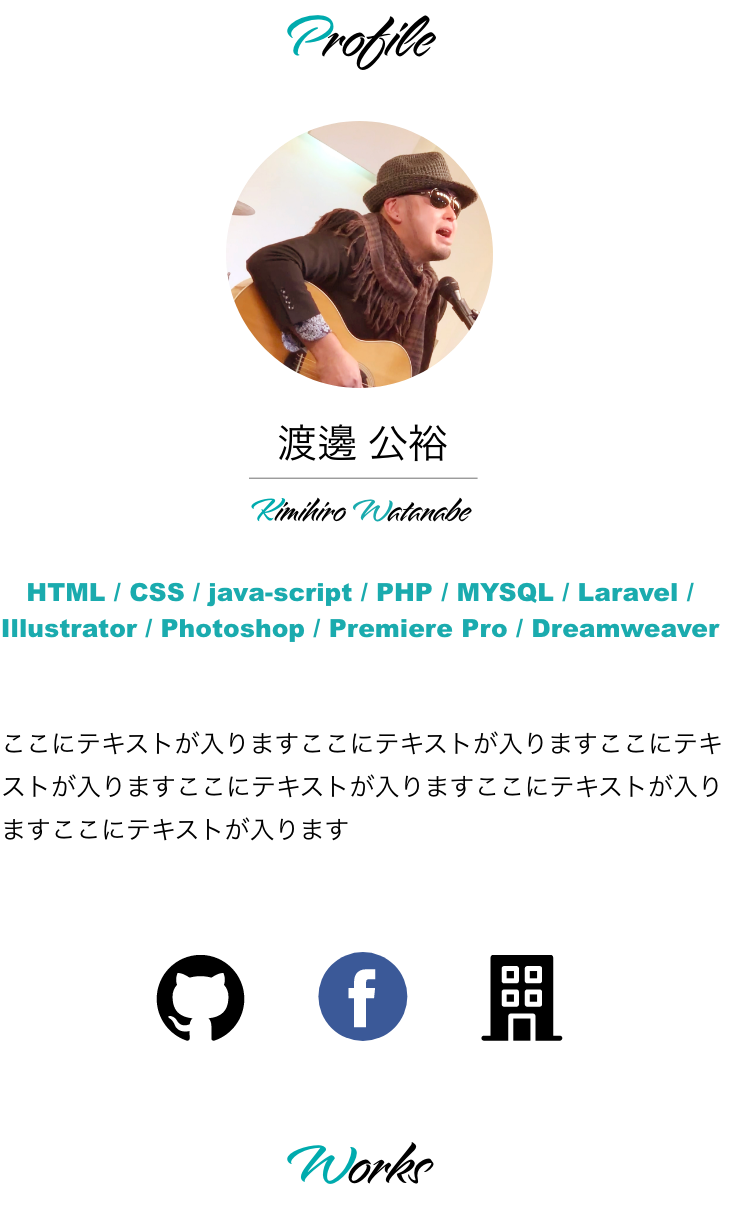 Profile
渡邊 公裕
Kimihiro Watanabe
HTML / CSS / java-script / PHP / MYSQL / Laravel /
Illustrator / Photoshop / Premiere Pro / Dreamweaver
ここにテキストが入りますここにテキストが入りますここにテキ
ストが入りますここにテキストが入りますここにテキストが入り
ますここにテキストが入ります
Works